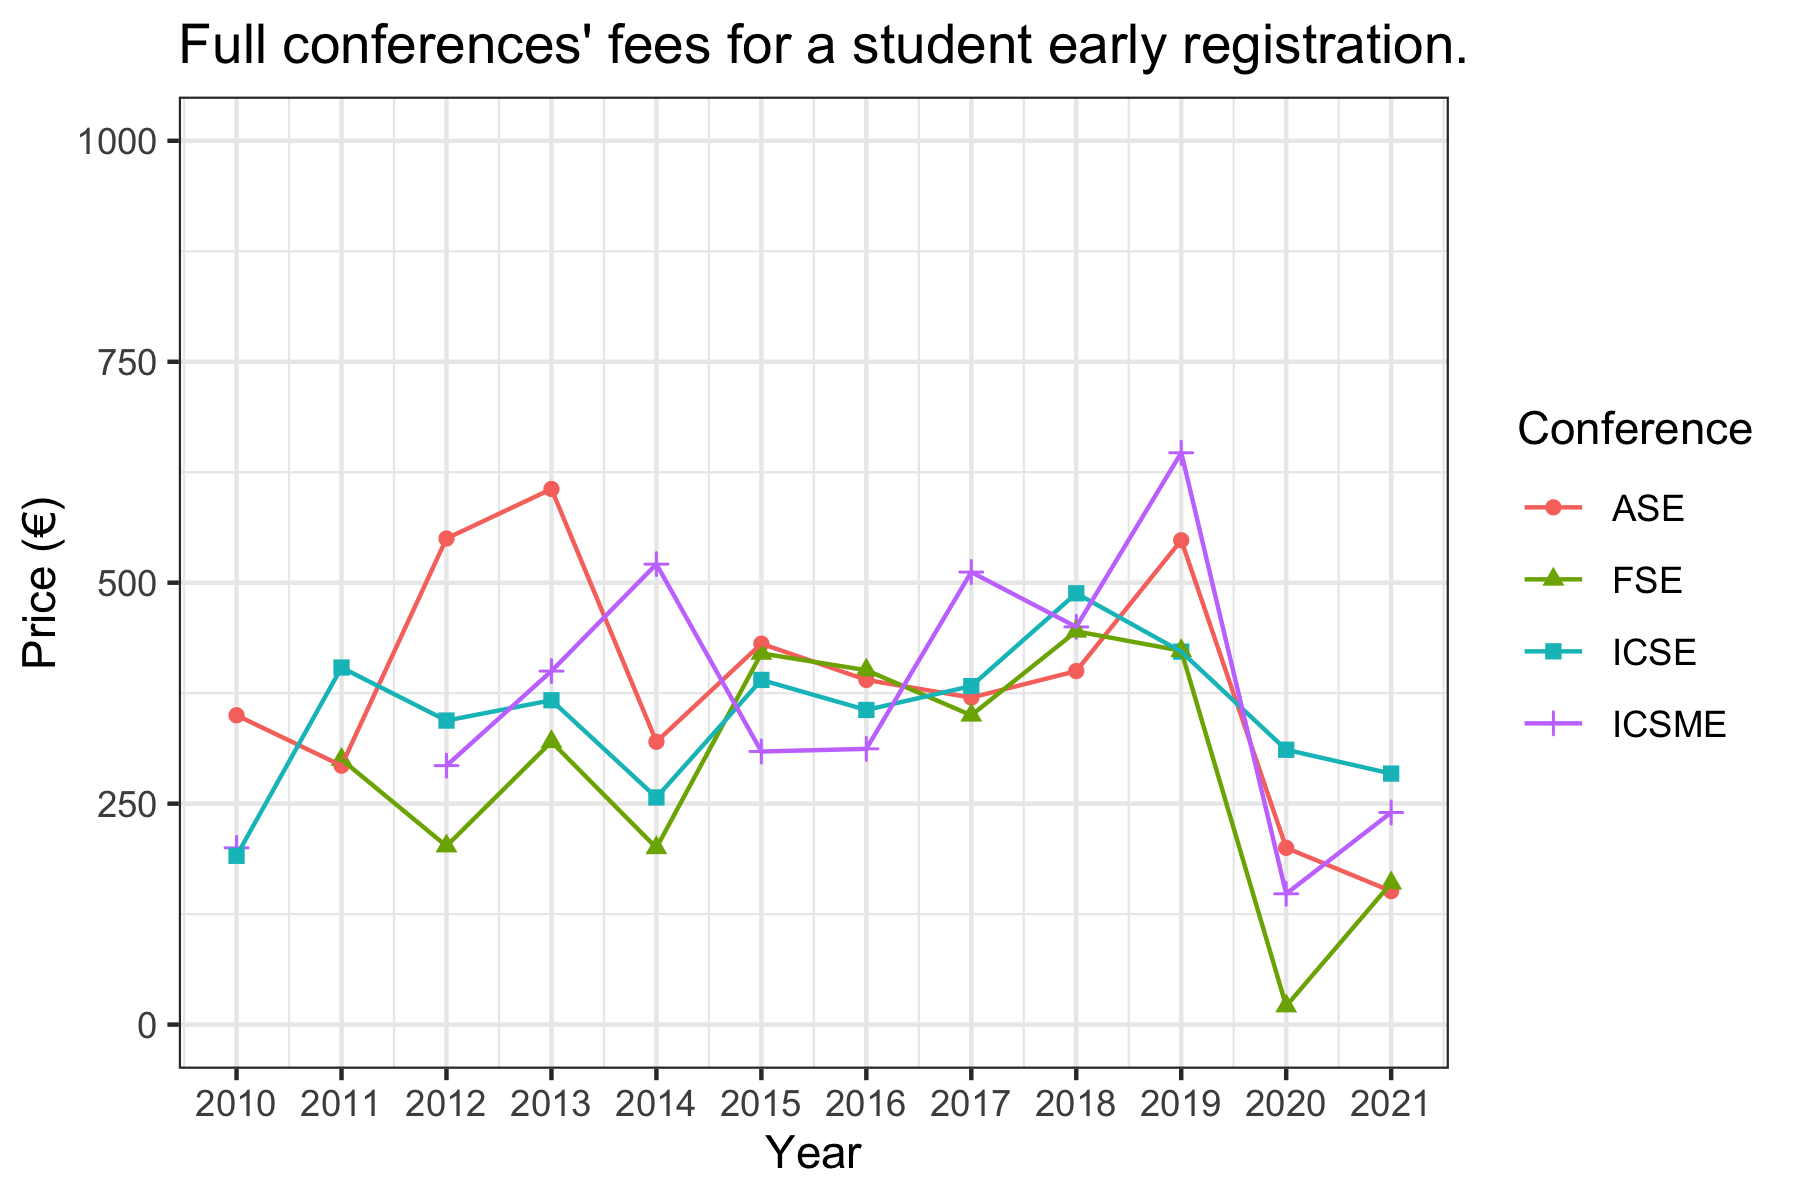 Full conferences' fees for a student early registration.
1000
750
500
250
0
Price (€)
2010 2011 2012 2013 2014 2015 2016 2017 2018 2019 2020 2021
Year
Conference
ASE
FSE
ICSE
ICSME